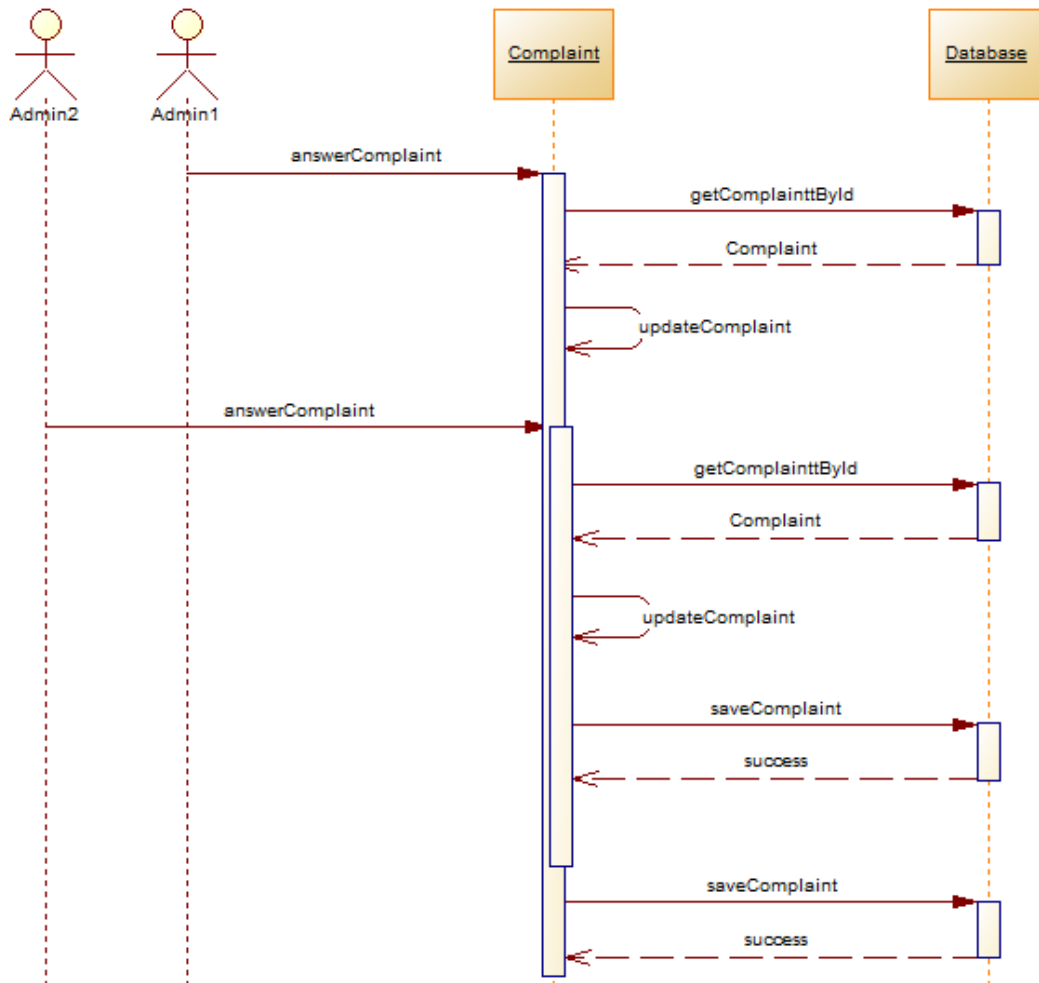 Admin2
Admin1
Complaint
Database
answerComplaint
getComplainttById
Complaint
updateComplaint
answerComplaint
getComplainttById
Complaint
updateComplaint
saveComplaint
success
saveComplaint
success